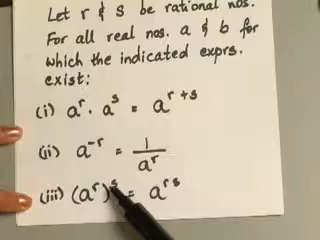 Let r & s be rational nos.
For all real nos. a & b for
which the indicated exprs.
exist:
(i) a^r · a^s = a^{r+s}
(ii) a^{-r} = 1/a^r
(iii) (a^r)^s = a^{rs}